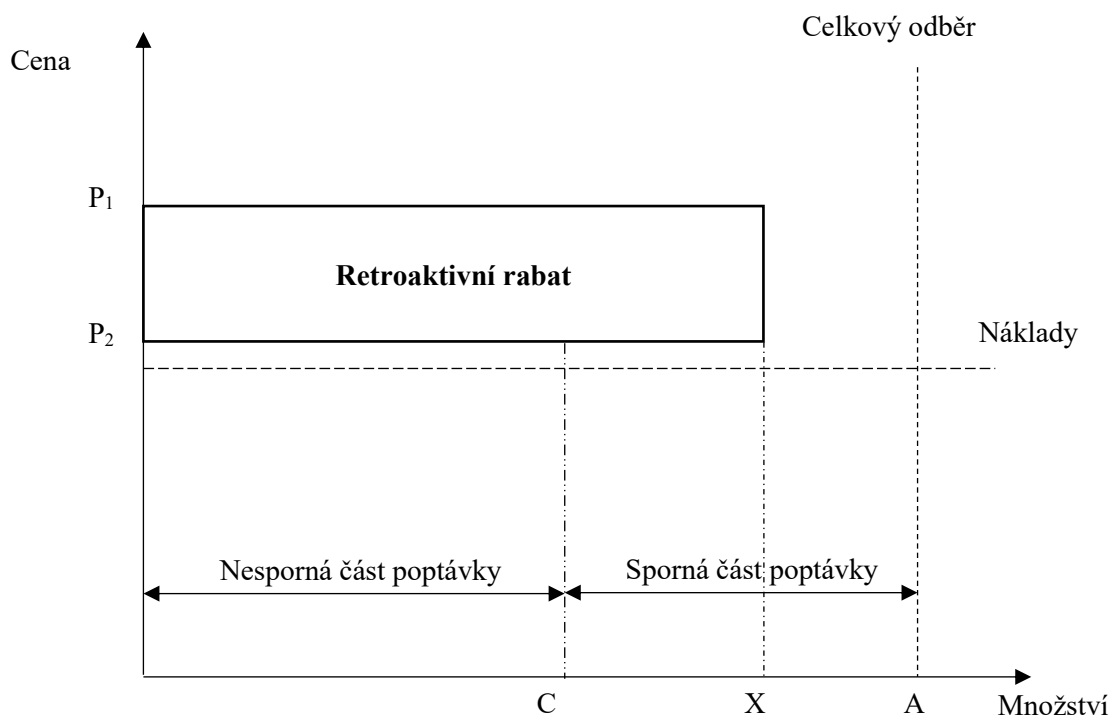 Celkový odběr
Cena
P₁
Retroaktivní rabat
P₂
Náklady
Nesporná část poptávky
Sporná část poptávky
C
X
A
Množství